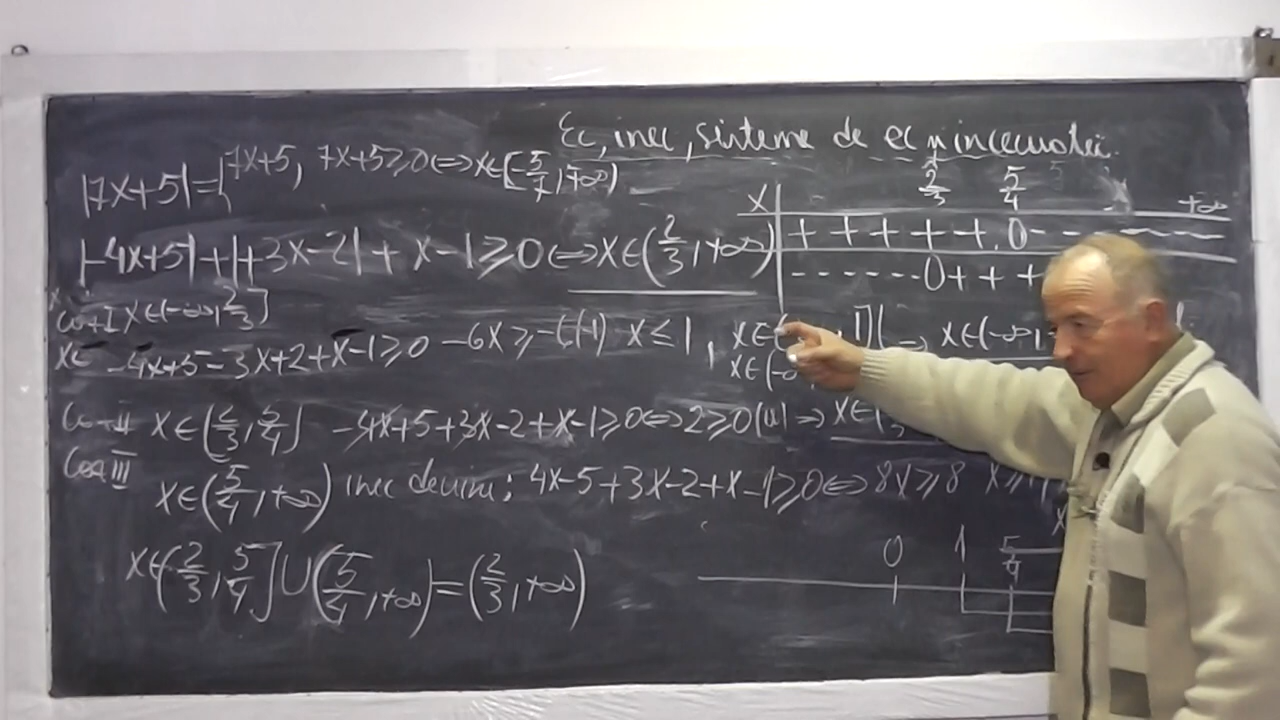 Ec, inec, sisteme de ec și inecuații.
|7x+5|={7x+5, 7x+5≥0⇔x∈[-5/7,+∞)
x 2/3 5/4 +∞
+ + + + + 0 - - - - - -
- - - - - - - 0 + + +
|-4x+5|+|+3x-2|+x-1≥0⇔x∈(2/3,+∞)
Caz I x∈(-∞,2/3]
x∈ -4x+5-3x+2+x-1≥0 -6x≥-6(-1) x≤1, x∈( ,1] → x∈(-∞,
x∈(-∞
Caz II x∈(2/3,5/4] -4x+5+3x-2+x-1≥0⇔2≥0(A)⇒x∈(
Caz III x∈(5/4,+∞) inec devine: 4x-5+3x-2+x-1≥0⇔8x≥8 x≥1
0 1 5/4
x∈(2/3,5/4]∪(5/4,+∞)=(2/3,+∞)